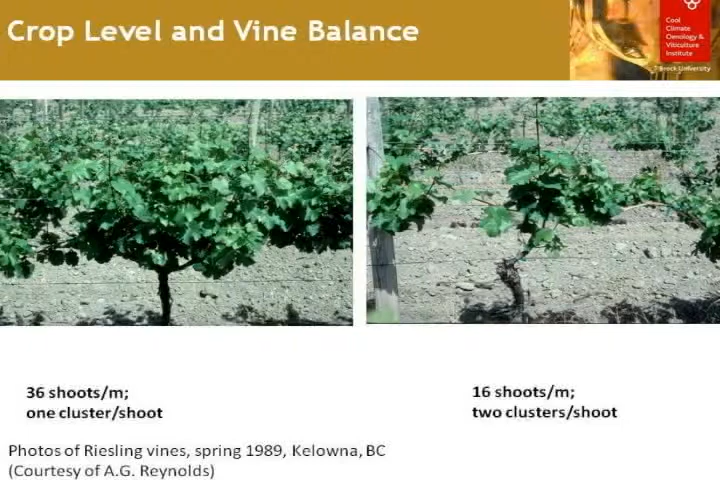 Crop Level and Vine Balance
Cool
Climate
Oenology &
Viticulture
Institute
Brock University
36 shoots/m;
one cluster/shoot
16 shoots/m;
two clusters/shoot
Photos of Riesling vines, spring 1989, Kelowna, BC
(Courtesy of A.G. Reynolds)